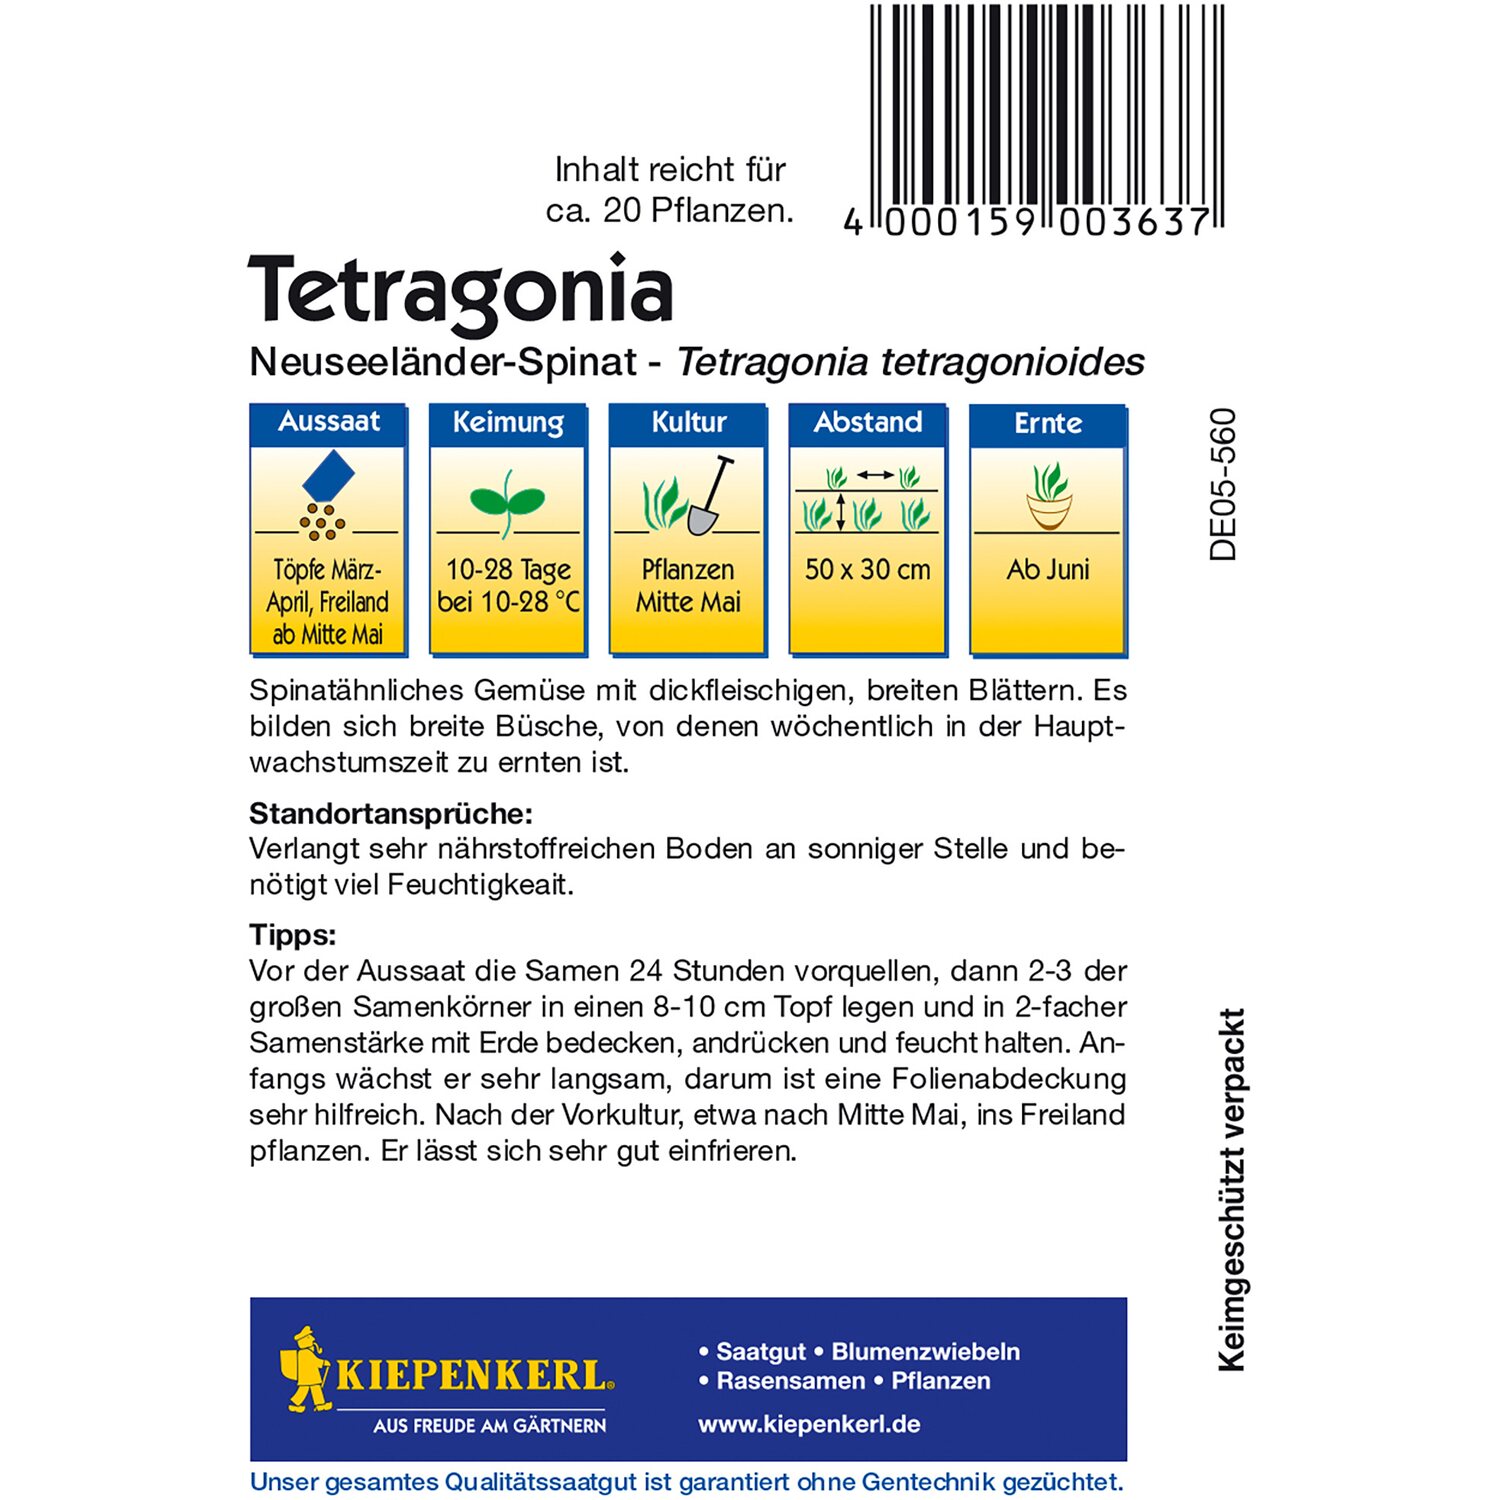 Inhalt reicht für
ca. 20 Pflanzen.
4 000159 003637
Tetragonia
Neuseeländer-Spinat - Tetragonia tetragonioides
Aussaat
Töpfe März-
April, Freiland
ab Mitte Mai
Keimung
10-28 Tage
bei 10-28 °C
Kultur
Pflanzen
Mitte Mai
Abstand
50 x 30 cm
Ernte
Ab Juni
DE05-560
Spinatähnliches Gemüse mit dickfleischigen, breiten Blättern. Es
bilden sich breite Büsche, von denen wöchentlich in der Haupt-
wachstumszeit zu ernten ist.
Standortansprüche:
Verlangt sehr nährstoffreichen Boden an sonniger Stelle und be-
nötigt viel Feuchtigkeait.
Tipps:
Vor der Aussaat die Samen 24 Stunden vorquellen, dann 2-3 der
großen Samenkörner in einen 8-10 cm Topf legen und in 2-facher
Samenstärke mit Erde bedecken, andrücken und feucht halten. An-
fangs wächst er sehr langsam, darum ist eine Folienabdeckung
sehr hilfreich. Nach der Vorkultur, etwa nach Mitte Mai, ins Freiland
pflanzen. Er lässt sich sehr gut einfrieren.
Keimgeschützt verpackt
KIEPENKERL®
AUS FREUDE AM GÄRTNERN
• Saatgut • Blumenzwiebeln
• Rasensamen • Pflanzen
www.kiepenkerl.de
Unser gesamtes Qualitätssaatgut ist garantiert ohne Gentechnik gezüchtet.